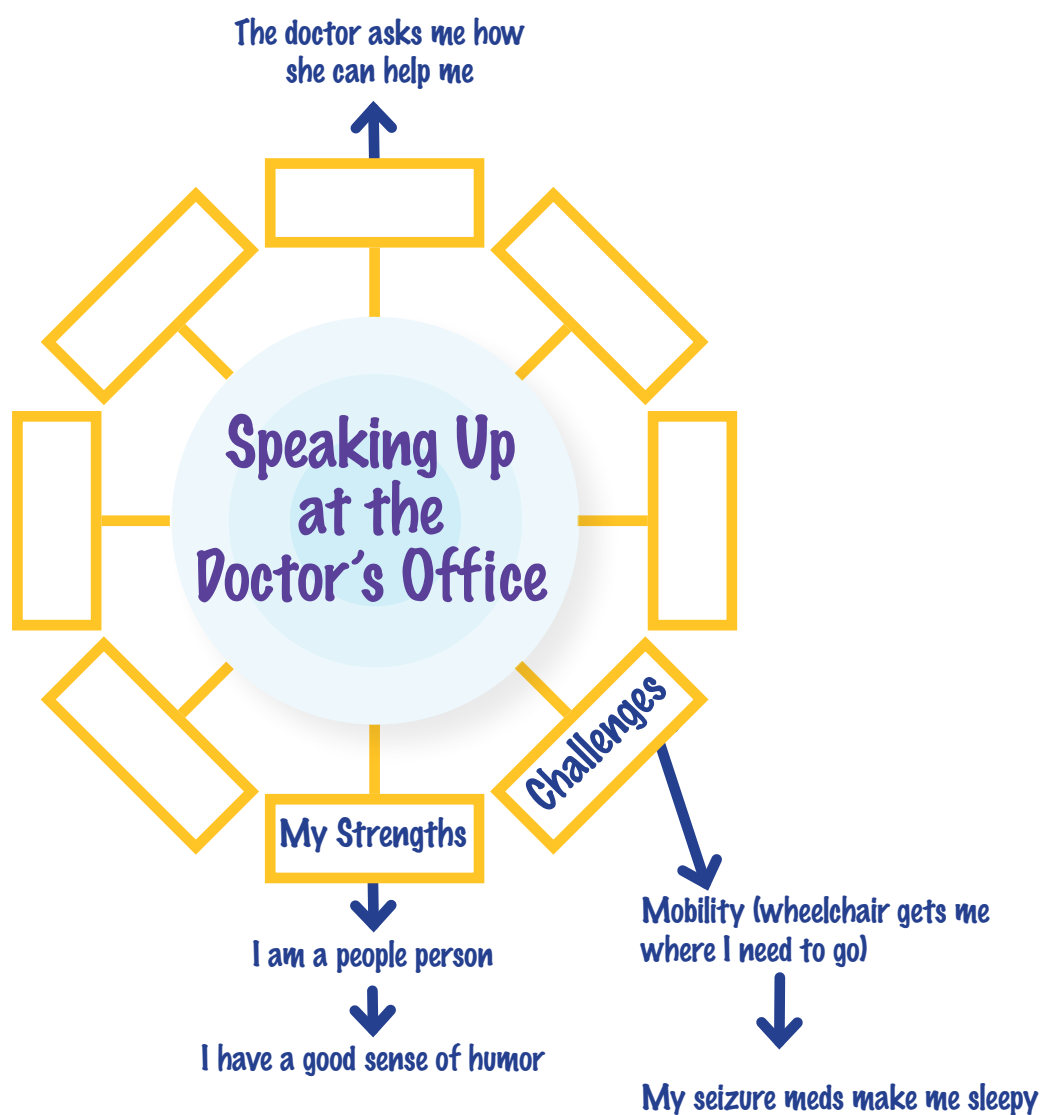 The doctor asks me how
she can help me
Speaking Up
at the
Doctor's Office
Challenges
My Strengths
Mobility (wheelchair gets me
where I need to go)
I am a people person
I have a good sense of humor
My seizure meds make me sleepy